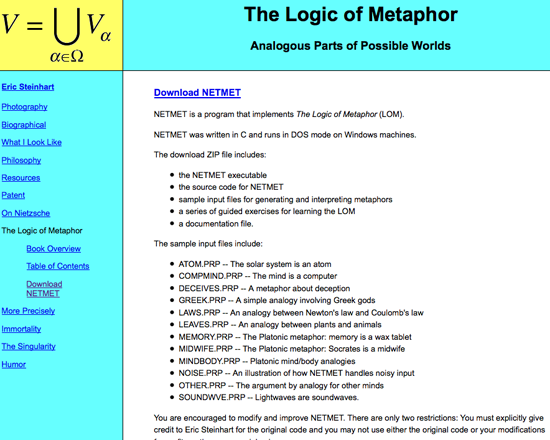 V = ⋃ Vα
α∈Ω
The Logic of Metaphor
Analogous Parts of Possible Worlds
Eric Steinhart
Photography
Biographical
What I Look Like
Philosophy
Resources
Patent
On Nietzsche
The Logic of Metaphor
Book Overview
Table of Contents
Download
NETMET
More Precisely
Immortality
The Singularity
Humor
Download NETMET
NETMET is a program that implements The Logic of Metaphor (LOM).
NETMET was written in C and runs in DOS mode on Windows machines.
The download ZIP file includes:
the NETMET executable
the source code for NETMET
sample input files for generating and interpreting metaphors
a series of guided exercises for learning the LOM
a documentation file.
The sample input files include:
ATOM.PRP -- The solar system is an atom
COMPMIND.PRP -- The mind is a computer
DECEIVES.PRP -- A metaphor about deception
GREEK.PRP -- A simple analogy involving Greek gods
LAWS.PRP -- An analogy between Newton's law and Coulomb's law
LEAVES.PRP -- An analogy between plants and animals
MEMORY.PRP -- The Platonic metaphor: memory is a wax tablet
MIDWIFE.PRP -- The Platonic metaphor: Socrates is a midwife
MINDBODY.PRP -- Platonic mind/body analogies
NOISE.PRP -- An illustration of how NETMET handles noisy input
OTHER.PRP -- The argument by analogy for other minds
SOUNDWVE.PRP -- Lightwaves are soundwaves.
You are encouraged to modify and improve NETMET. There are only two restrictions: You must explicitly give
credit to Eric Steinhart for the original code and you may not use either the original code or your modifications